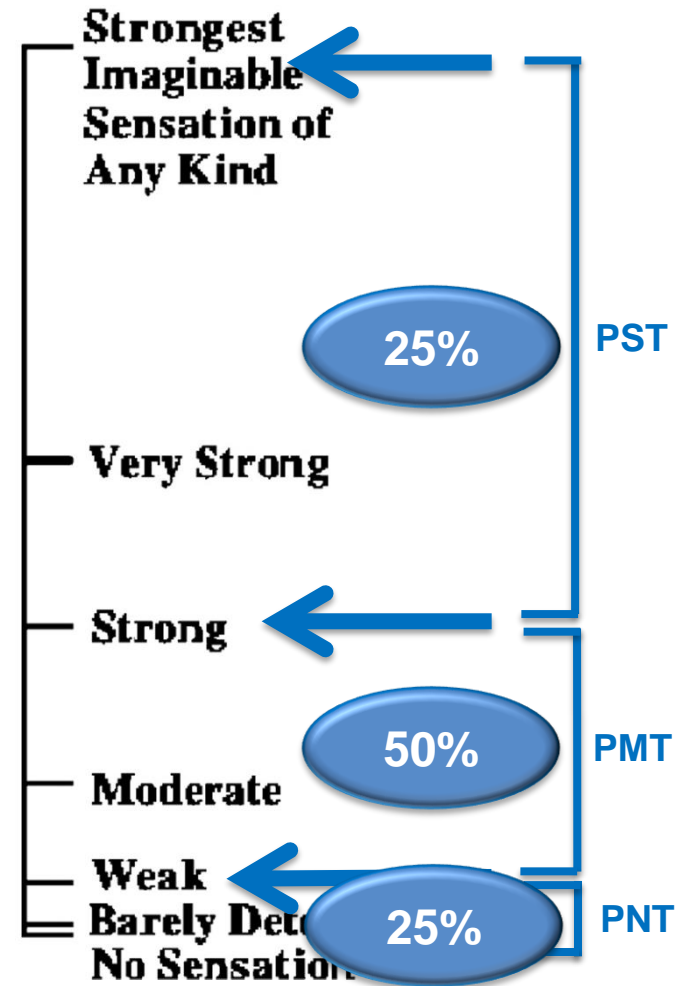 Strongest
Imaginable
Sensation of
Any Kind
25%
PST
Very Strong
Strong
50%
PMT
Moderate
Weak
Barely
25%
PNT
No Sensation